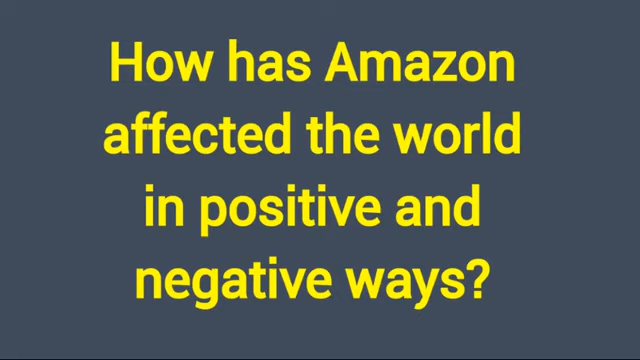 How has Amazon
affected the world
in positive and
negative ways?